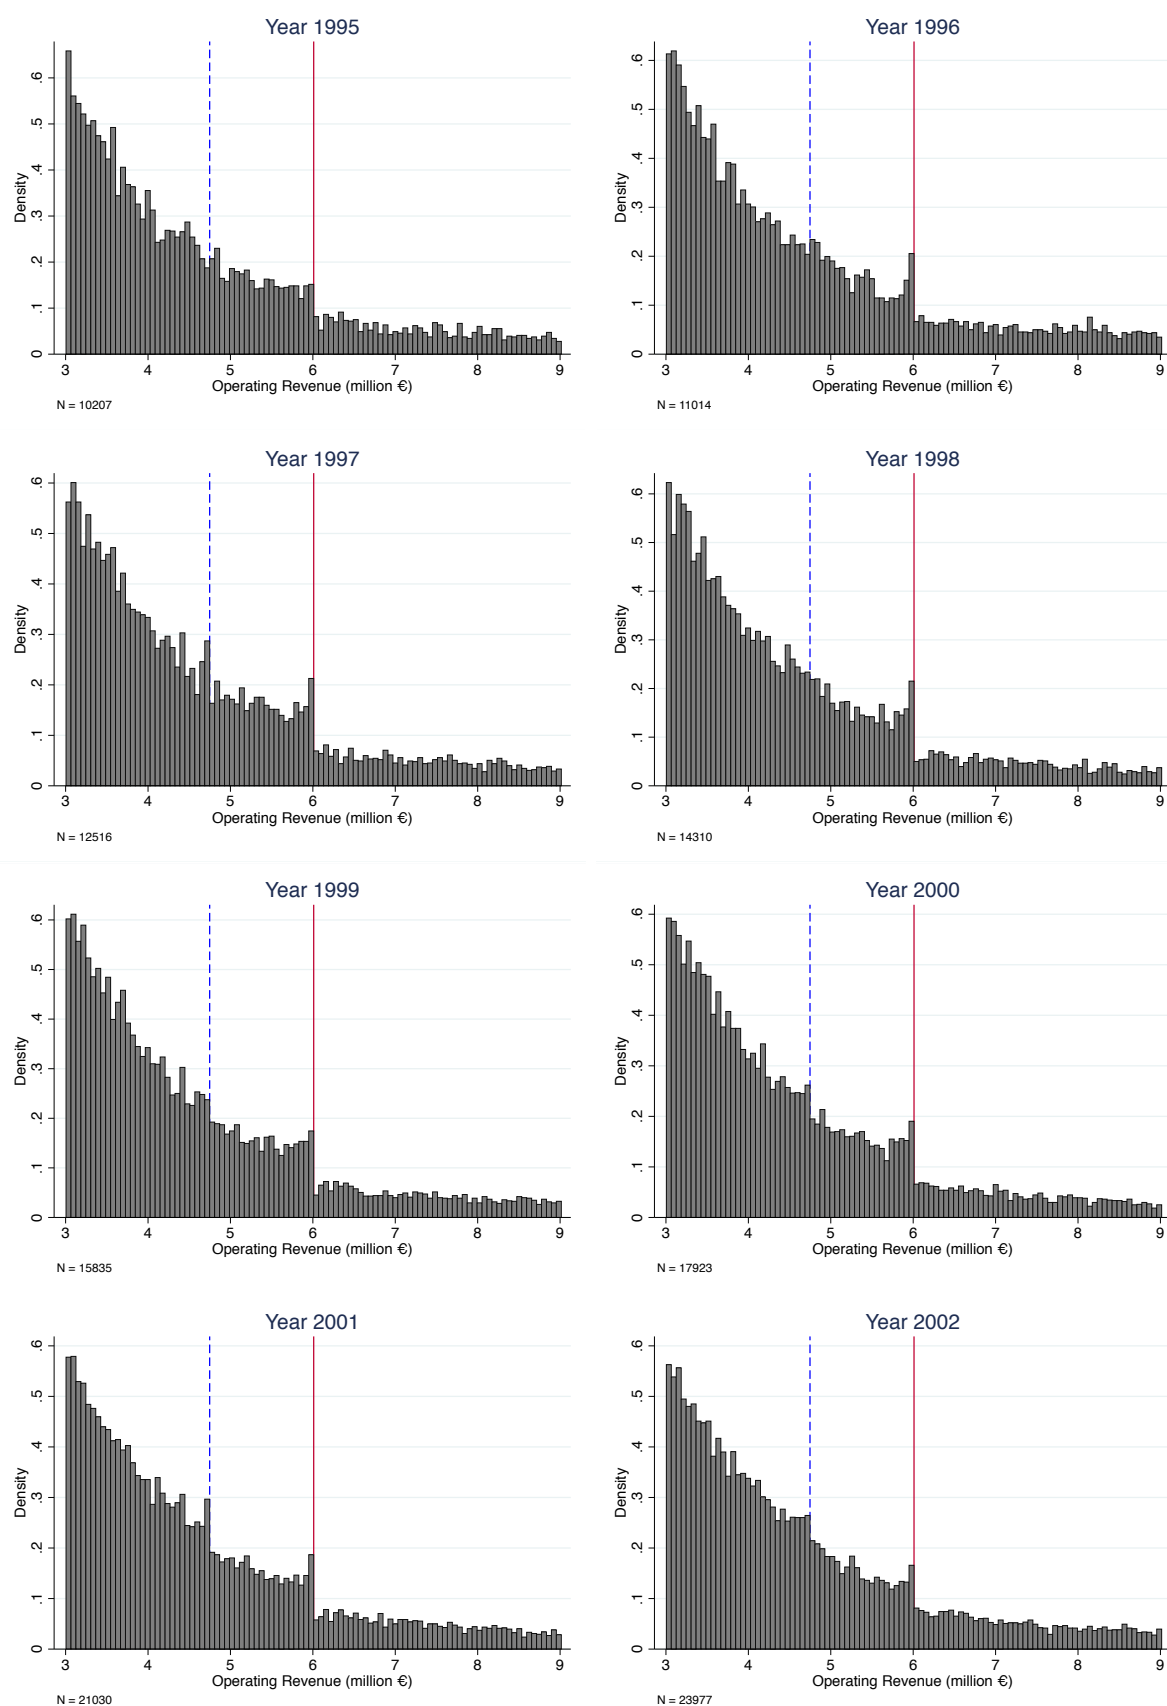 Year 1995
Density
0 .1 .2 .3 .4 .5 .6
3 4 5 6 7 8 9
Operating Revenue (million €)
N = 10207
Year 1996
Density
0 .1 .2 .3 .4 .5 .6
3 4 5 6 7 8 9
Operating Revenue (million €)
N = 11014
Year 1997
Density
0 .1 .2 .3 .4 .5 .6
3 4 5 6 7 8 9
Operating Revenue (million €)
N = 12516
Year 1998
Density
0 .1 .2 .3 .4 .5 .6
3 4 5 6 7 8 9
Operating Revenue (million €)
N = 14310
Year 1999
Density
0 .1 .2 .3 .4 .5 .6
3 4 5 6 7 8 9
Operating Revenue (million €)
N = 15835
Year 2000
Density
0 .1 .2 .3 .4 .5 .6
3 4 5 6 7 8 9
Operating Revenue (million €)
N = 17923
Year 2001
Density
0 .1 .2 .3 .4 .5 .6
3 4 5 6 7 8 9
Operating Revenue (million €)
N = 21030
Year 2002
Density
0 .1 .2 .3 .4 .5 .6
3 4 5 6 7 8 9
Operating Revenue (million €)
N = 23977